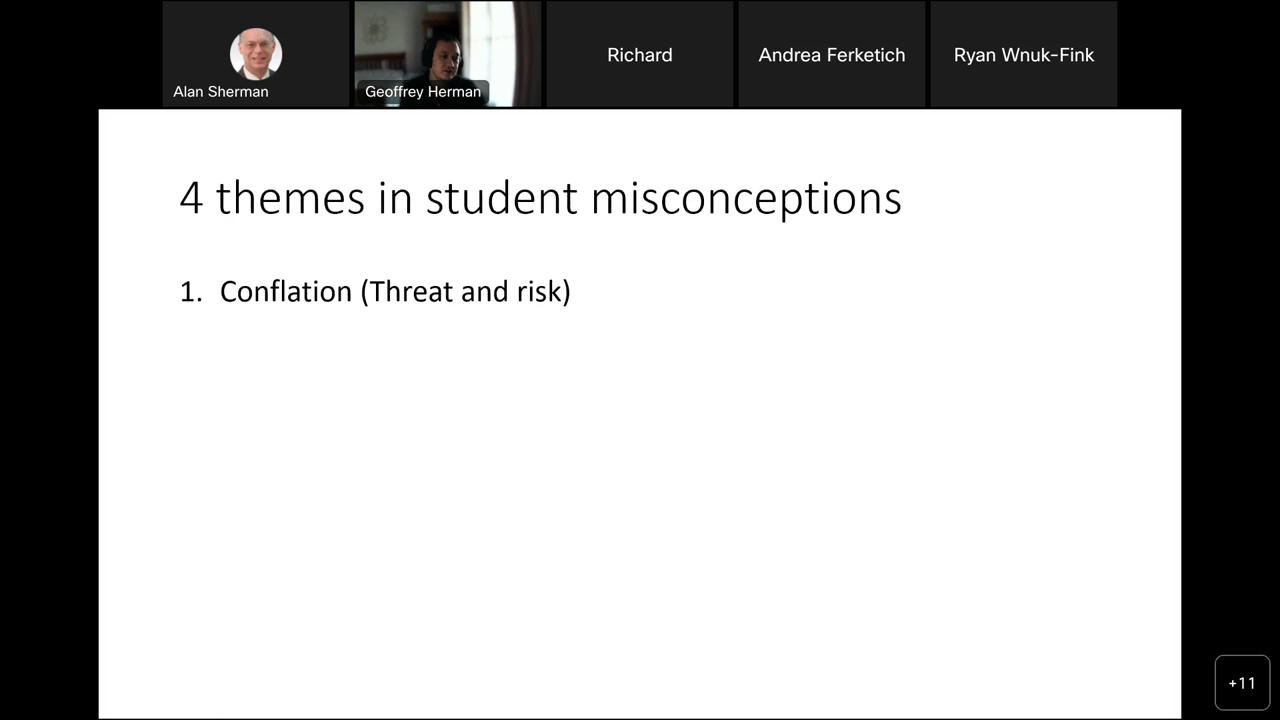 Alan Sherman
Geoffrey Herman
Richard
Andrea Ferketich
Ryan Wnuk-Fink
4 themes in student misconceptions
1. Conflation (Threat and risk)
+11